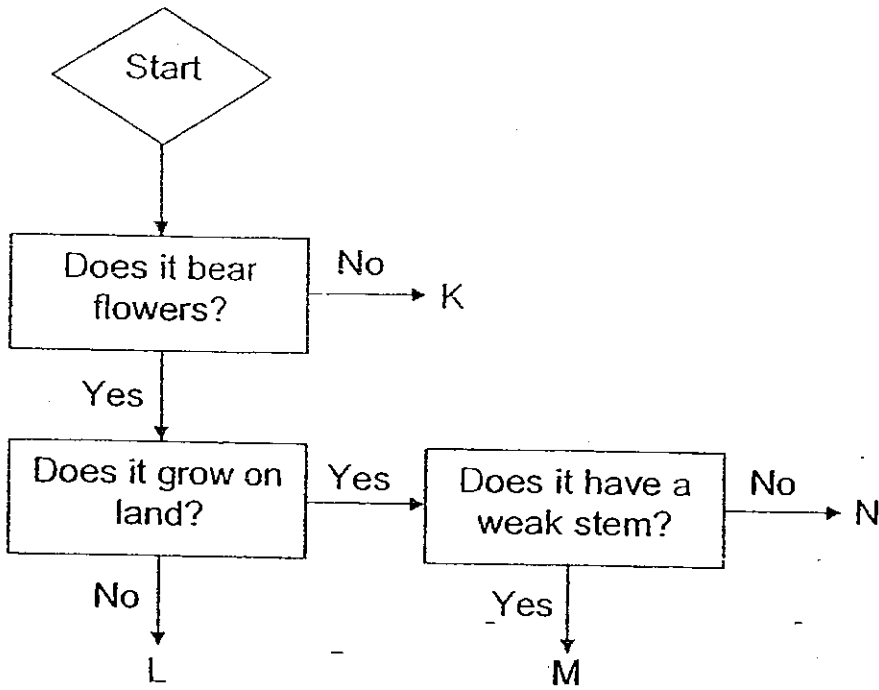 Start
Does it bear
flowers?
No
K
Yes
Does it grow on
land?
Yes
Does it have a
weak stem?
No
N
No
L
Yes
M